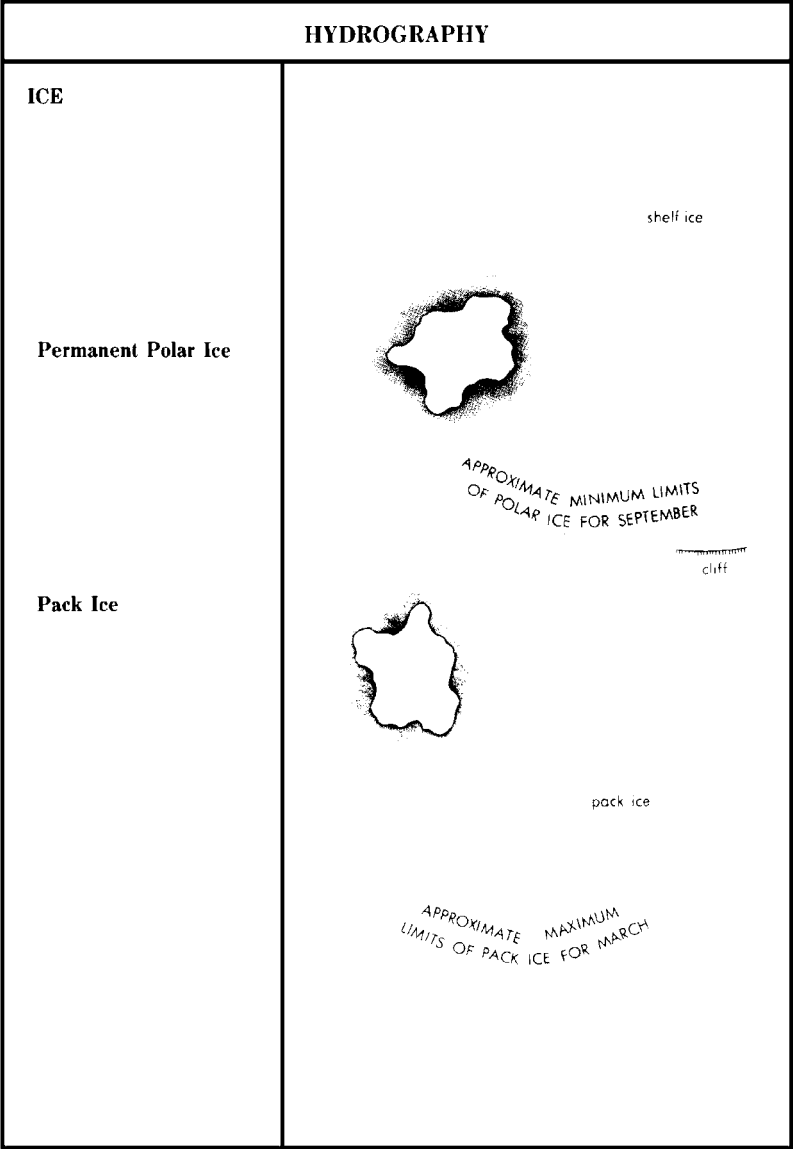 HYDROGRAPHY
ICE
shelf ice
Permanent Polar Ice
APPROXIMATE MINIMUM LIMITS
OF POLAR ICE FOR SEPTEMBER
cliff
Pack Ice
pack ice
APPROXIMATE MAXIMUM
LIMITS OF PACK ICE FOR MARCH